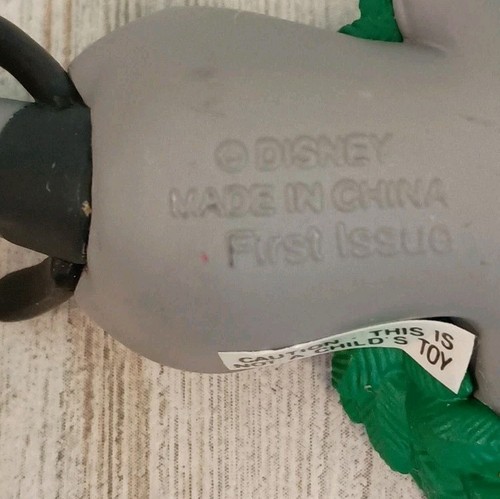 © DISNEY
MADE IN CHINA
First Issue
CAUTION THIS IS
NOT A CHILD'S TOY